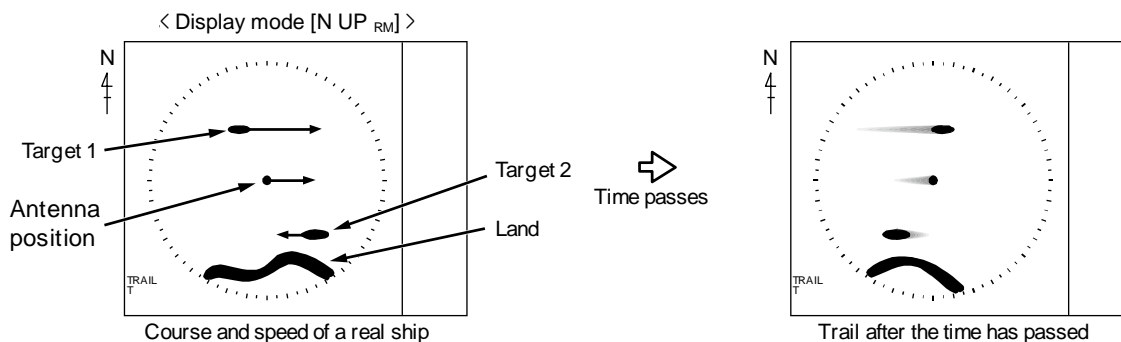 < Display mode [N UP RM] >
N
Target 1
Antenna
position
Target 2
Land
TRAIL
T
Course and speed of a real ship
Time passes
N
TRAIL
T
Trail after the time has passed